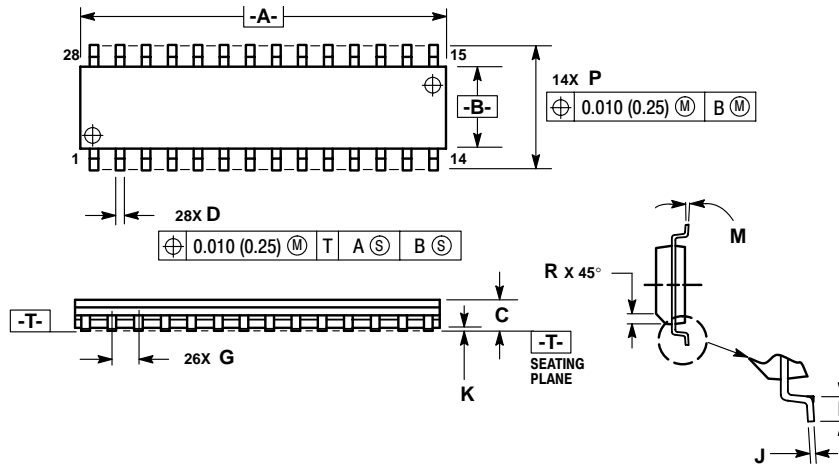 -A-
28
15
14X P
-B-
⌖ 0.010 (0.25) Ⓜ B Ⓜ
1
14
28X D
⌖ 0.010 (0.25) Ⓜ T A Ⓢ B Ⓢ
M
R X 45°
-T-
C
-T-
SEATING
PLANE
26X G
K
J